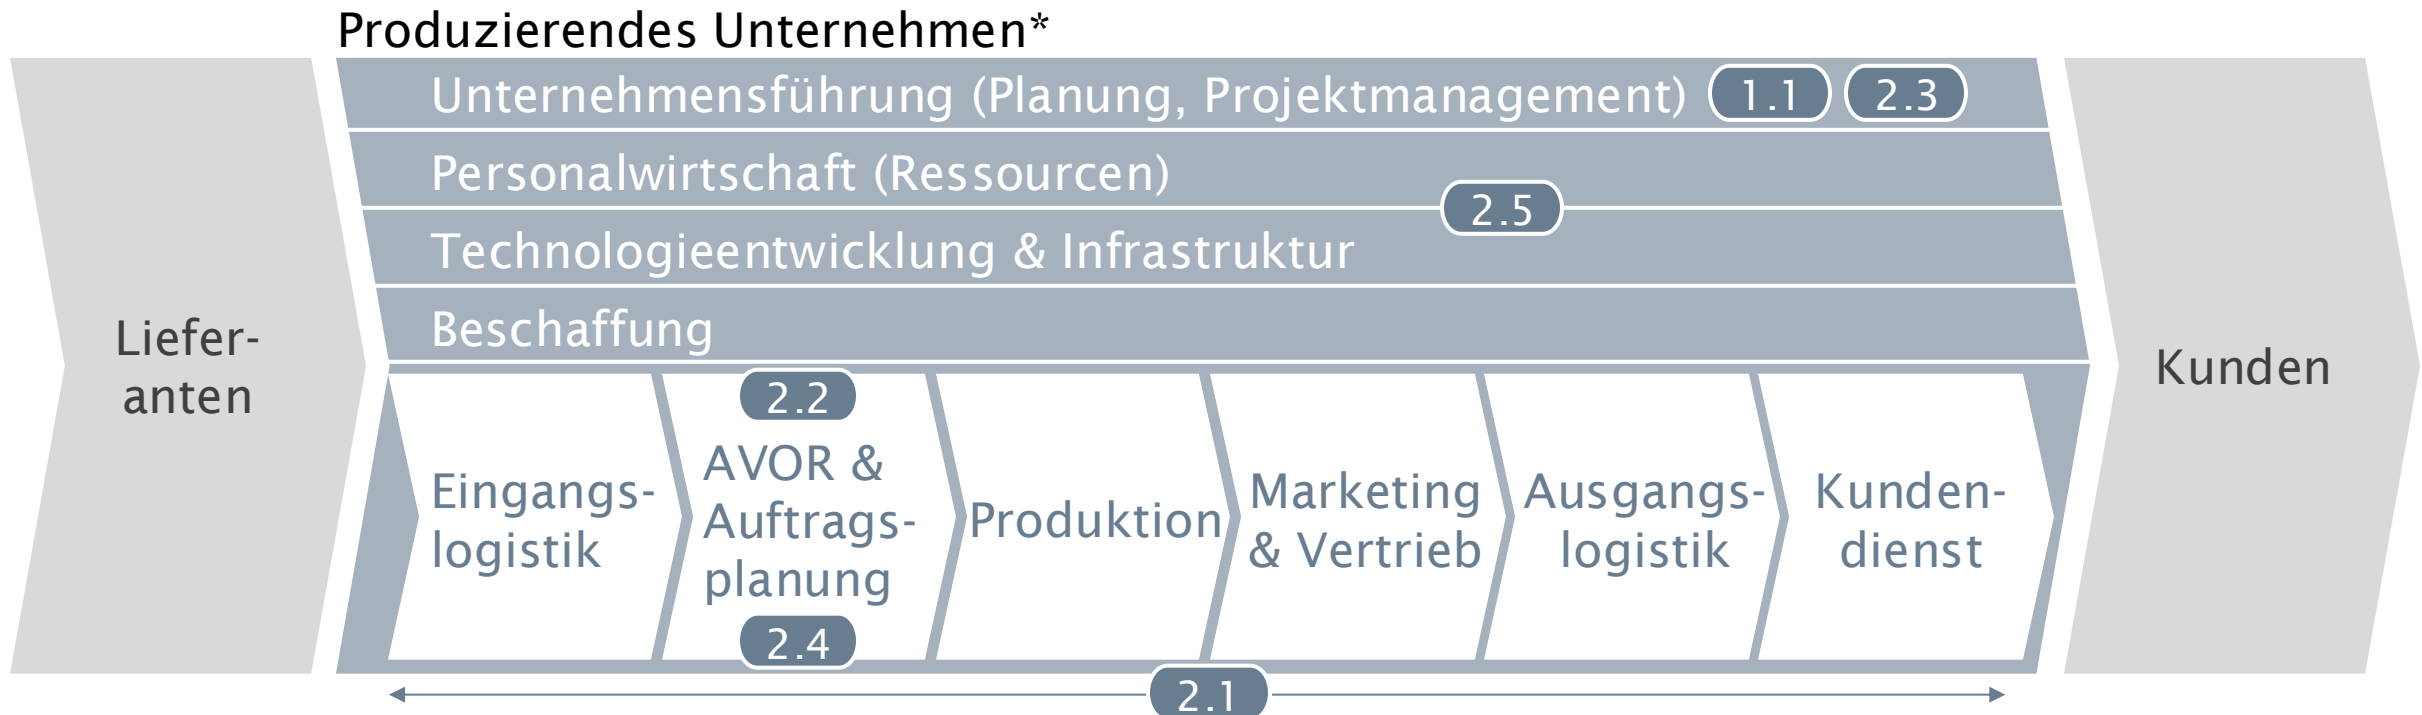 Produzierendes Unternehmen*
Unternehmensführung (Planung, Projektmanagement) 1.1 2.3
Personalwirtschaft (Ressourcen)
2.5
Technologieentwicklung & Infrastruktur
Beschaffung
Liefer-
anten
2.2
AVOR &
Auftrags-
planung
2.4
Eingangs-
logistik
Produktion
Marketing
& Vertrieb
Ausgangs-
logistik
Kunden-
dienst
Kunden
2.1